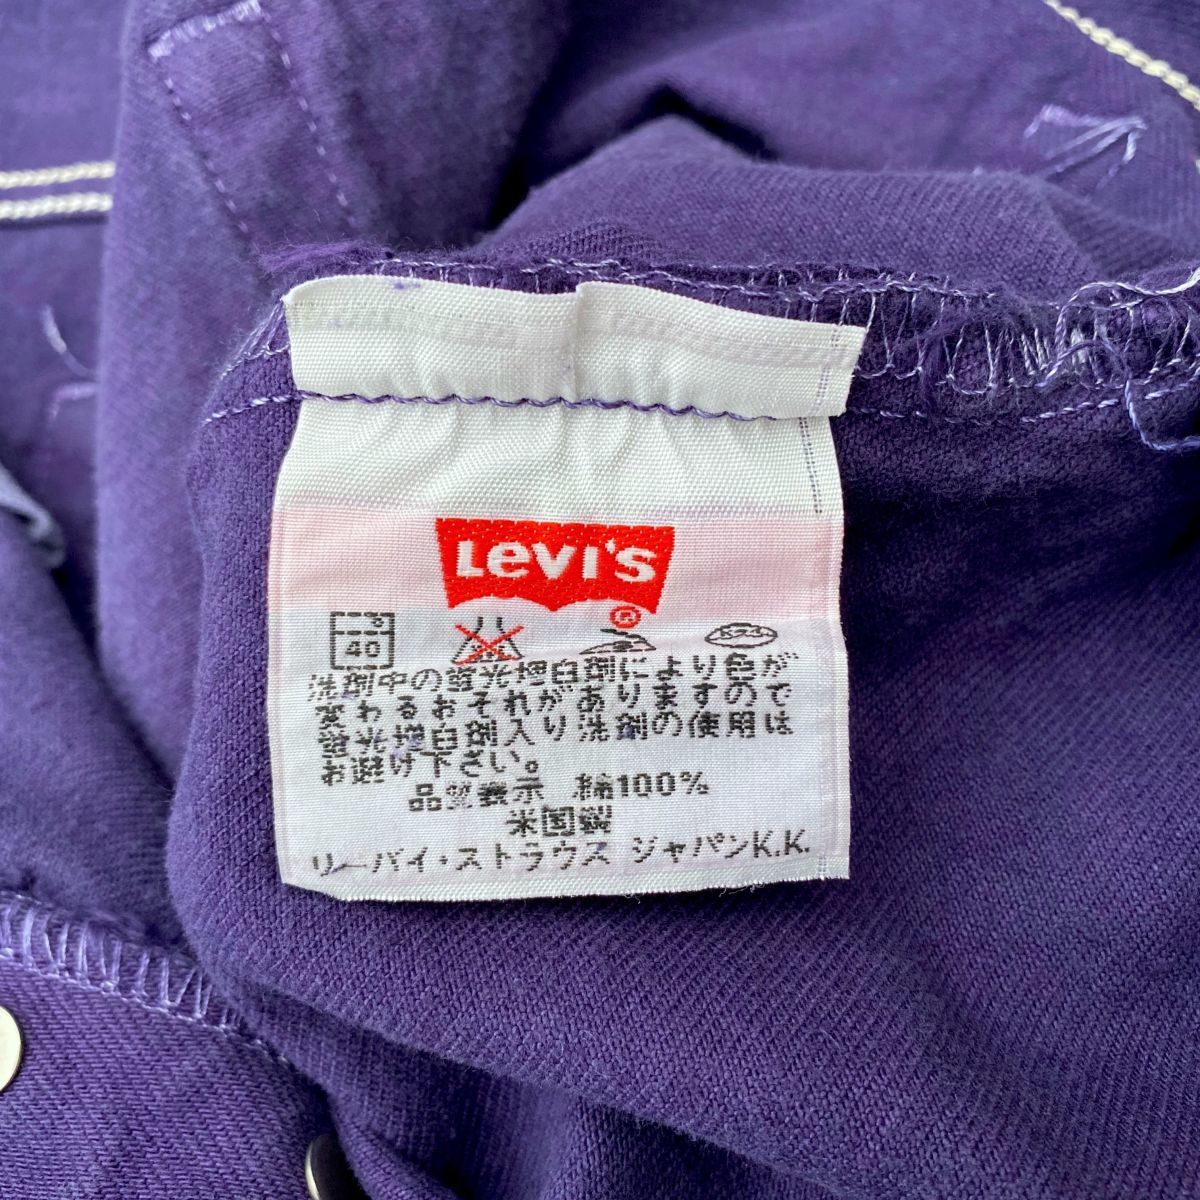 Levi's
®
40
洗剤中の蛍光増白剤により色が
変わるおそれがありますので
蛍光増白剤入り洗剤の使用は
お避け下さい。
品質表示 綿100%
米国製
リーバイ・ストラウス ジャパンK.K.